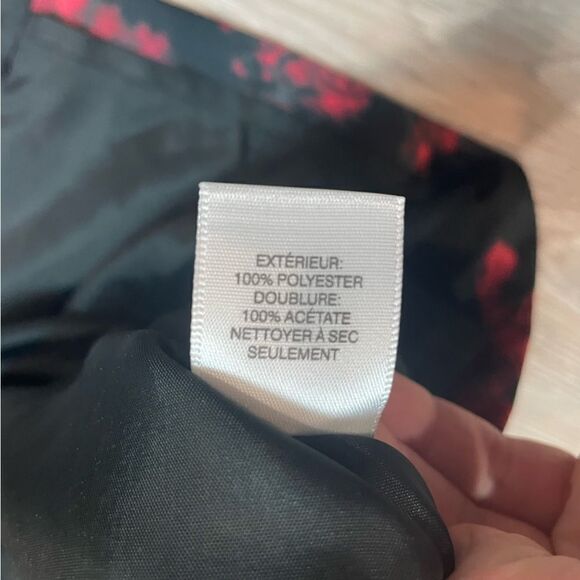 EXTÉRIEUR:
100% POLYESTER
DOUBLURE:
100% ACÉTATE
NETTOYER À SEC
SEULEMENT